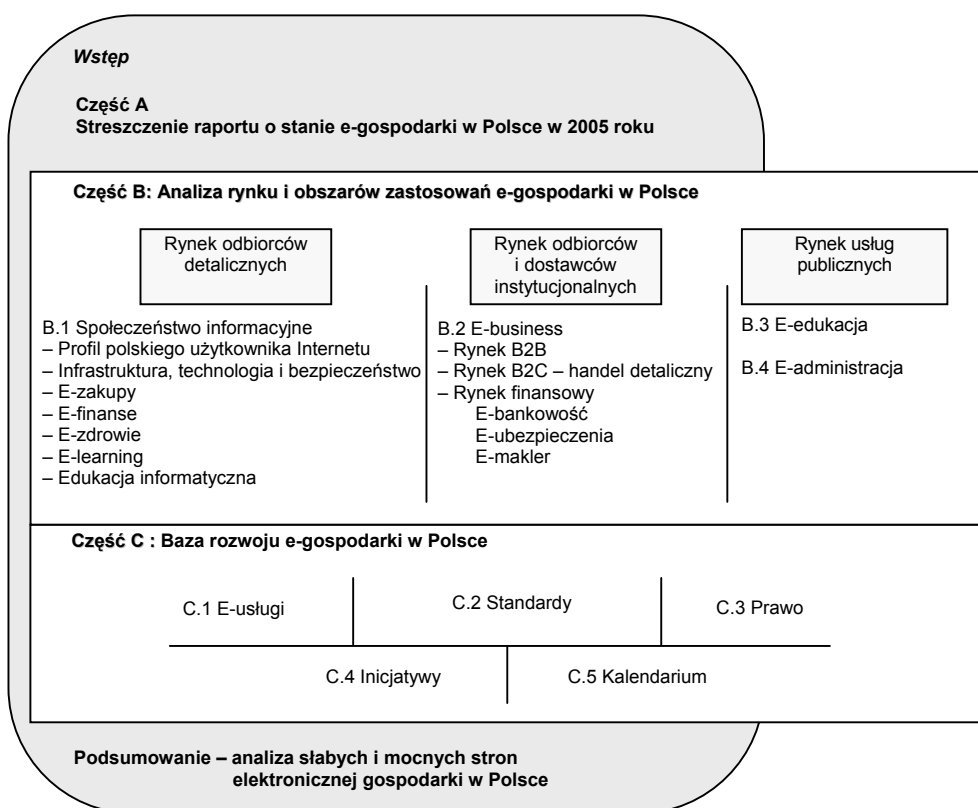 Wstęp
Część A
Streszczenie raportu o stanie e-gospodarki w Polsce w 2005 roku
Część B: Analiza rynku i obszarów zastosowań e-gospodarki w Polsce
Rynek odbiorców
detalicznych
B.1 Społeczeństwo informacyjne
– Profil polskiego użytkownika Internetu
– Infrastruktura, technologia i bezpieczeństwo
– E-zakupy
– E-finanse
– E-zdrowie
– E-learning
– Edukacja informatyczna
Rynek odbiorców
i dostawców
instytucjonalnych
B.2 E-business
– Rynek B2B
– Rynek B2C – handel detaliczny
– Rynek finansowy
E-bankowość
E-ubezpieczenia
E-makler
Rynek usług
publicznych
B.3 E-edukacja
B.4 E-administracja
Część C : Baza rozwoju e-gospodarki w Polsce
C.1 E-usługi
C.2 Standardy
C.3 Prawo
C.4 Inicjatywy
C.5 Kalendarium
Podsumowanie – analiza słabych i mocnych stron
elektronicznej gospodarki w Polsce